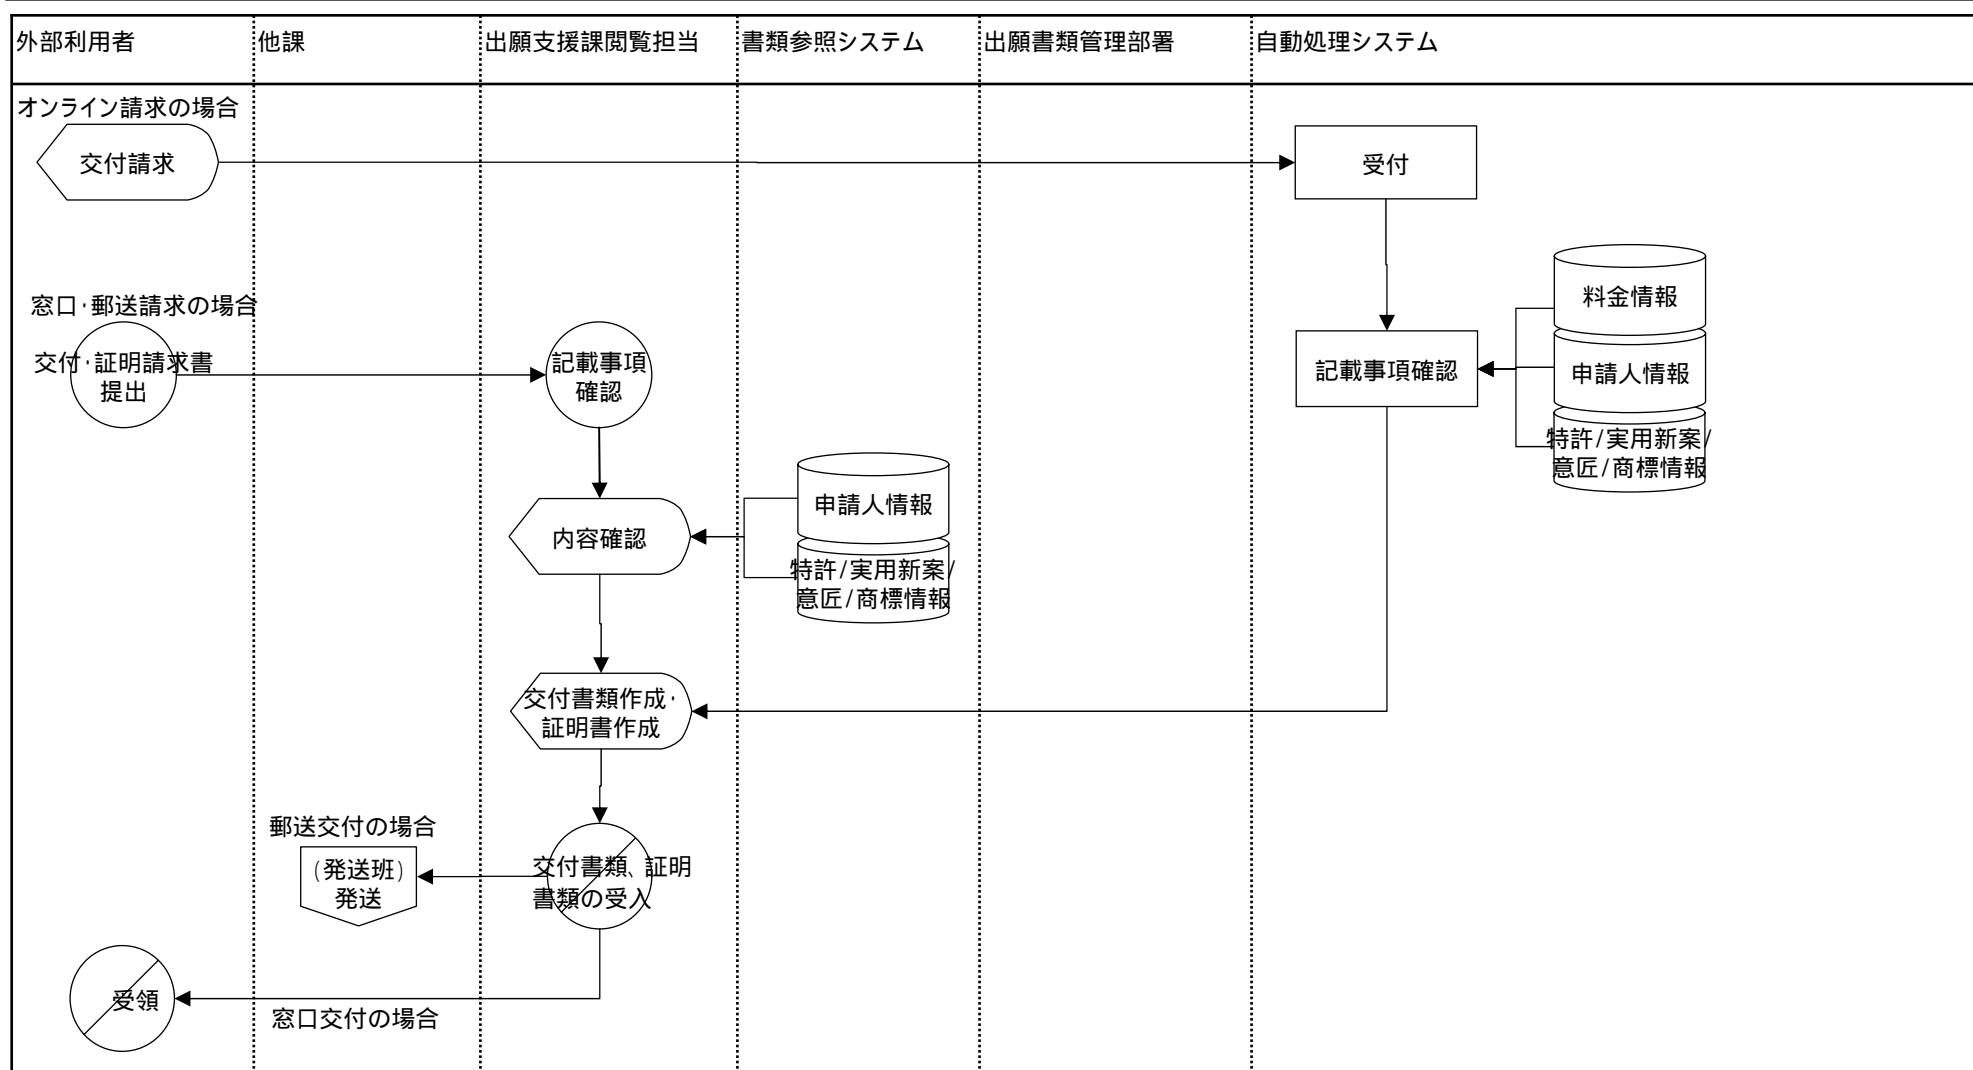 外部利用者
他課
出願支援課閲覧担当
書類参照システム
出願書類管理部署
自動処理システム
オンライン請求の場合
交付請求
受付
料金情報
窓口・郵送請求の場合
交付・証明請求書
提出
記載事項
確認
記載事項確認
申請人情報
特許/実用新案/
意匠/商標情報
申請人情報
内容確認
特許/実用新案/
意匠/商標情報
交付書類作成・
証明書作成
郵送交付の場合
(発送班)
発送
交付書類、証明
書類の受入
受領
窓口交付の場合